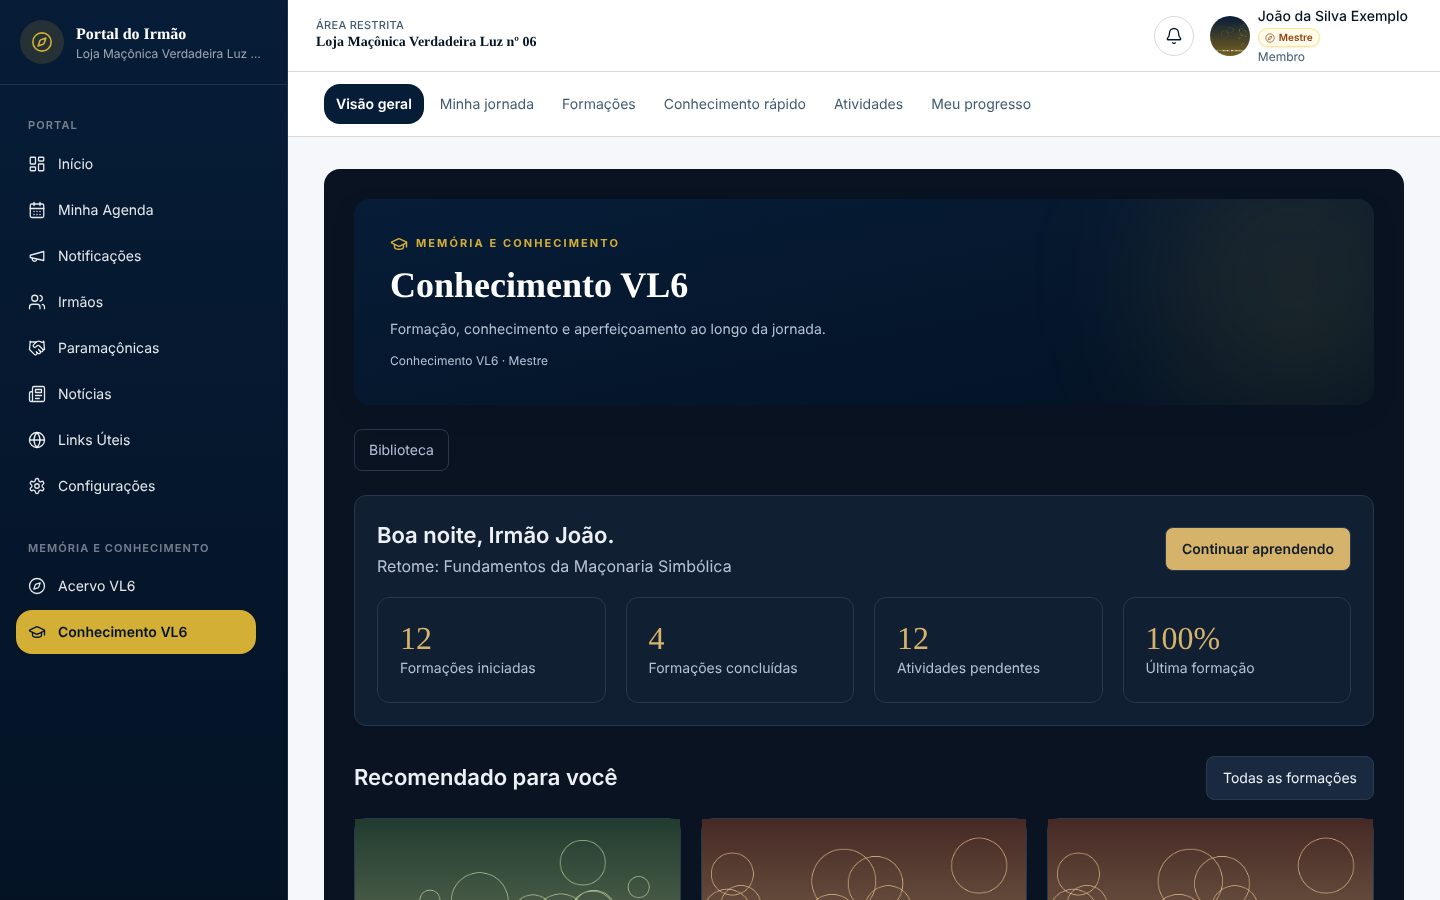 Portal do Irmão
Loja Maçônica Verdadeira Luz ...
PORTAL
Início
Minha Agenda
Notificações
Irmãos
Paramaçônicas
Notícias
Links Úteis
Configurações
MEMÓRIA E CONHECIMENTO
Acervo VL6
Conhecimento VL6
ÁREA RESTRITA
Loja Maçônica Verdadeira Luz nº 06
João da Silva Exemplo
Mestre
Membro
Visão geral
Minha jornada
Formações
Conhecimento rápido
Atividades
Meu progresso
MEMÓRIA E CONHECIMENTO
Conhecimento VL6
Formação, conhecimento e aperfeiçoamento ao longo da jornada.
Conhecimento VL6 · Mestre
Biblioteca
Boa noite, Irmão João.
Retome: Fundamentos da Maçonaria Simbólica
Continuar aprendendo
12
Formações iniciadas
4
Formações concluídas
12
Atividades pendentes
100%
Última formação
Recomendado para você
Todas as formações